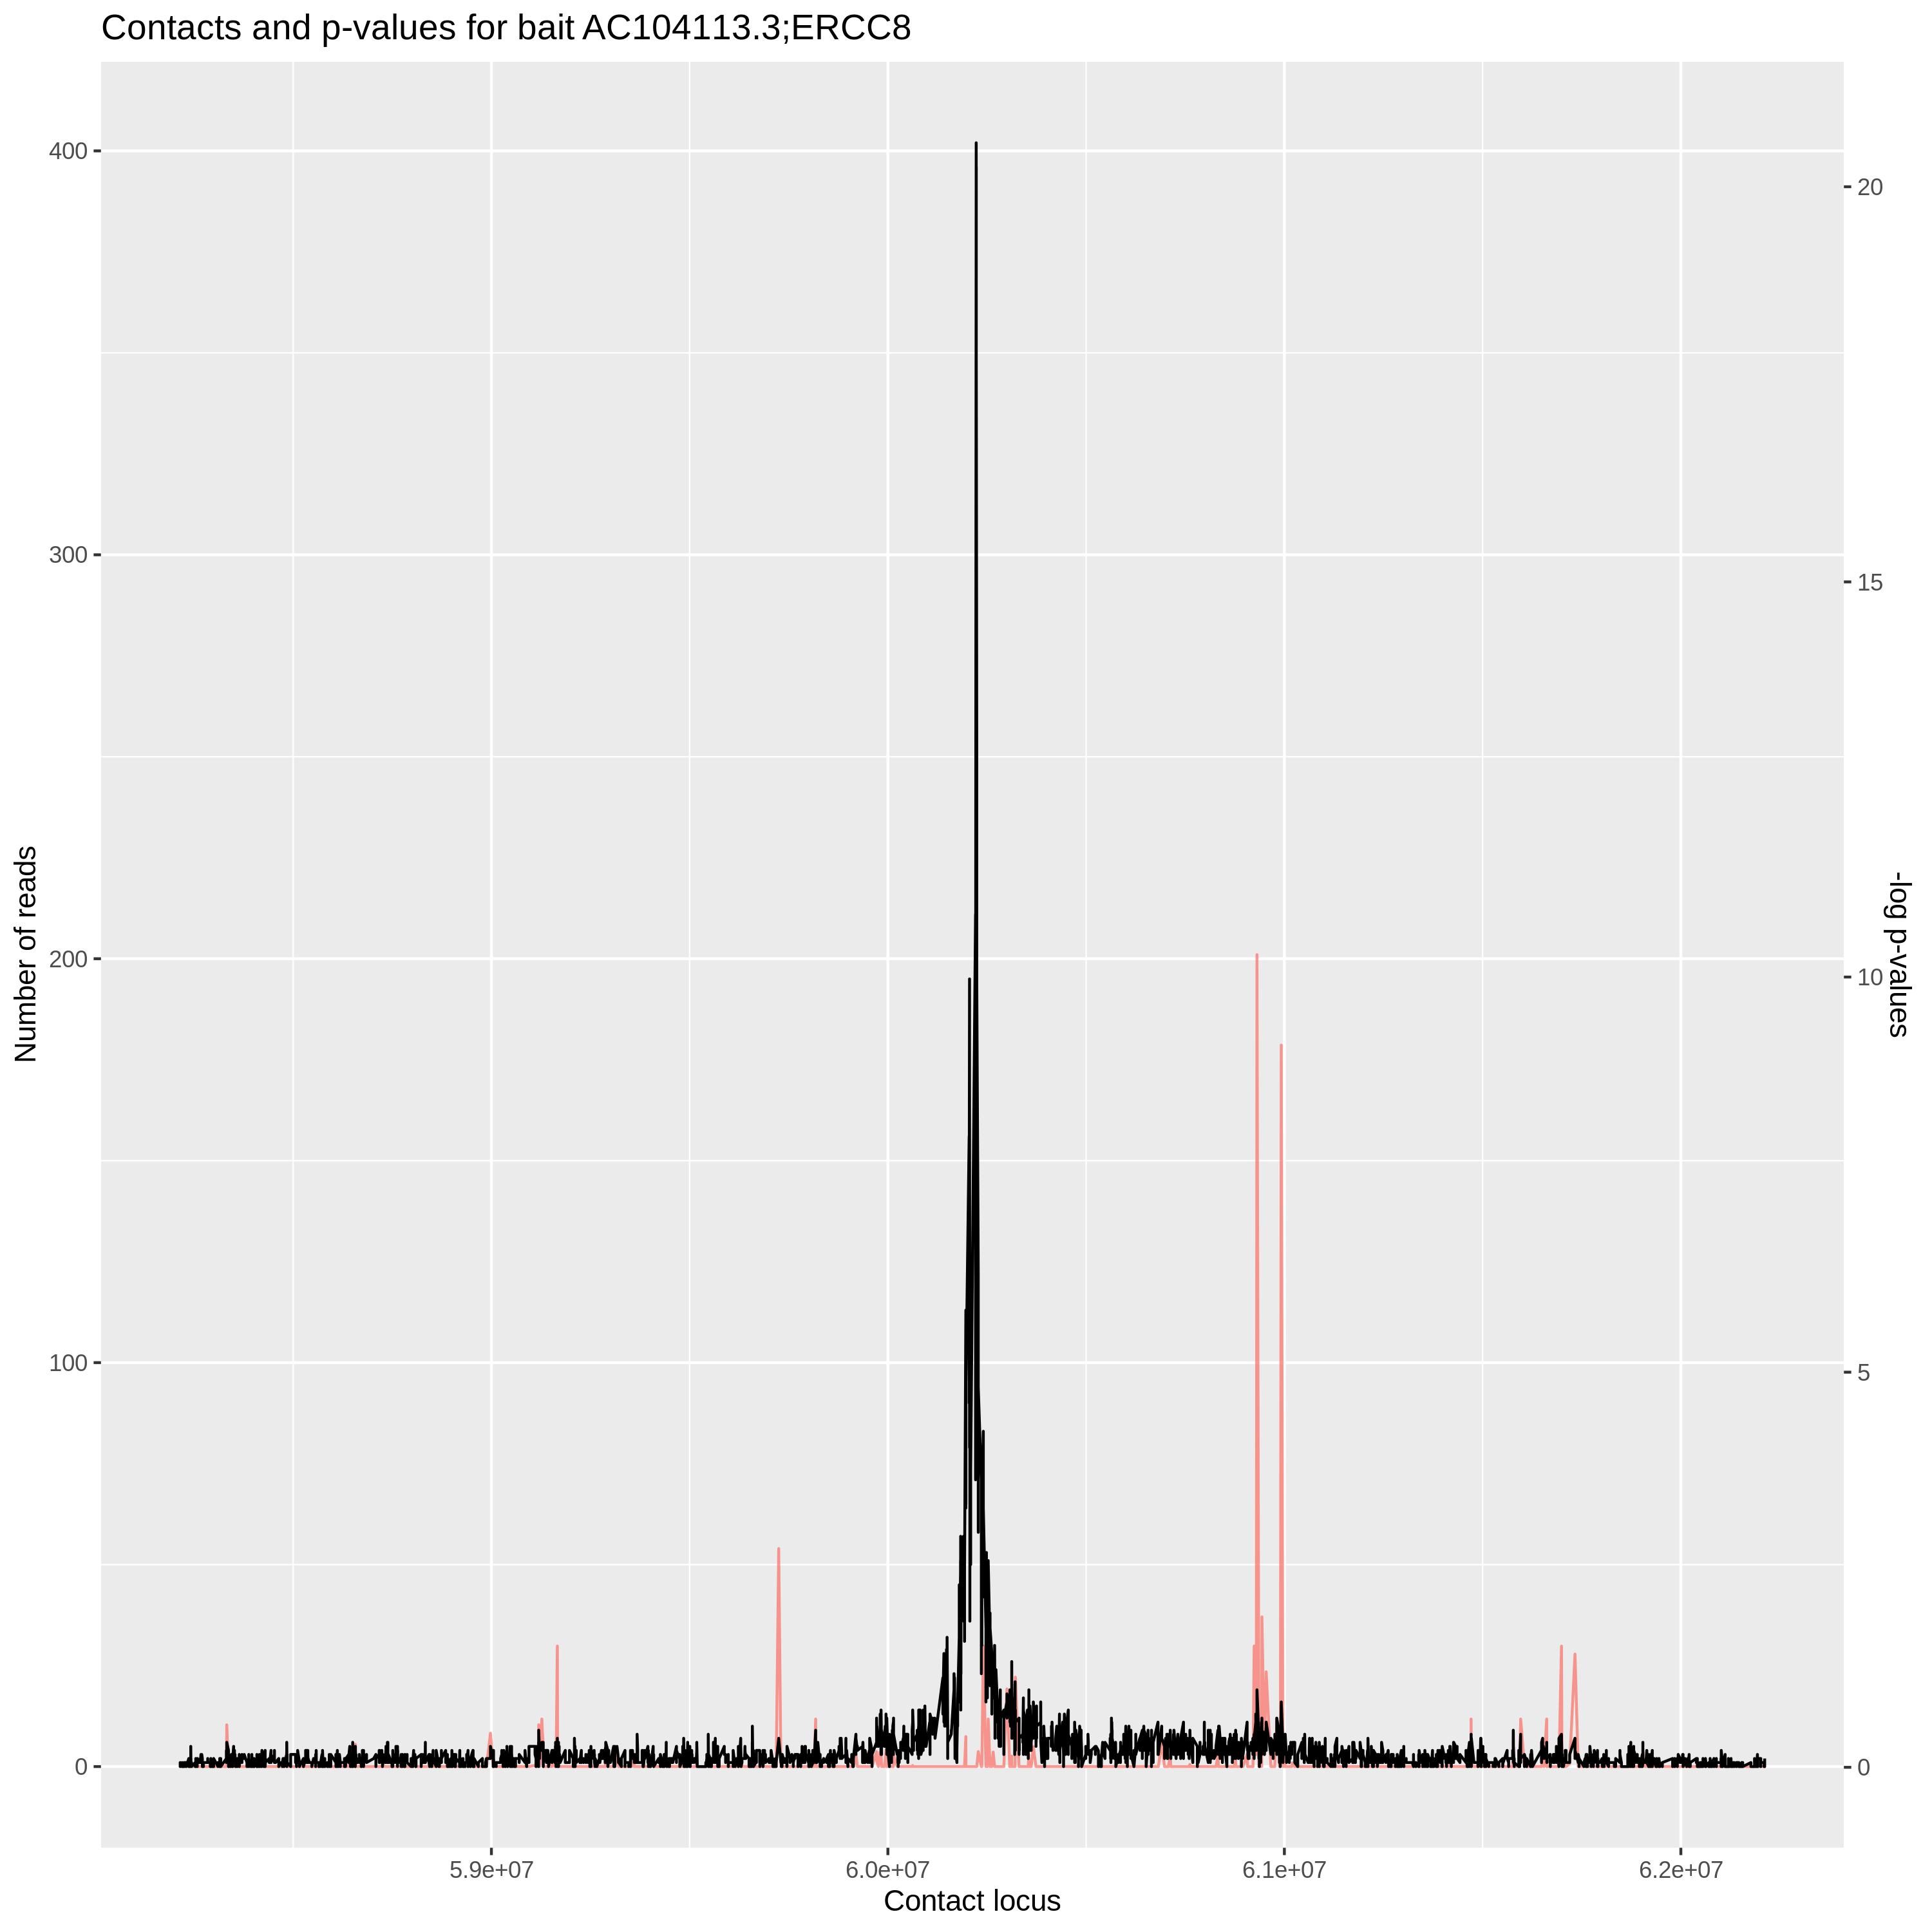 Contacts and p-values for bait AC104113.3;ERCC8
400
300
200
100
0
Number of reads
20
15
10
5
0
-log p-values
5.9e+07
6.0e+07
6.1e+07
6.2e+07
Contact locus